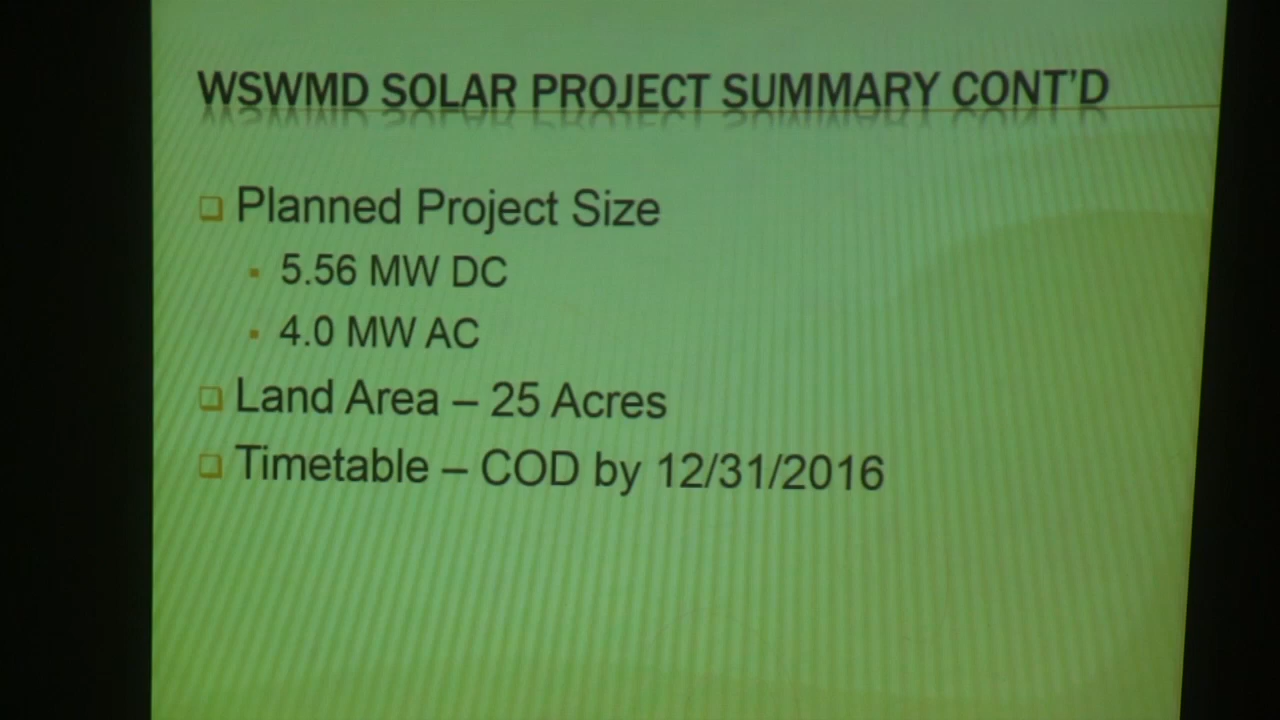 WSWMD SOLAR PROJECT SUMMARY CONT'D
Planned Project Size
5.56 MW DC
4.0 MW AC
Land Area – 25 Acres
Timetable – COD by 12/31/2016